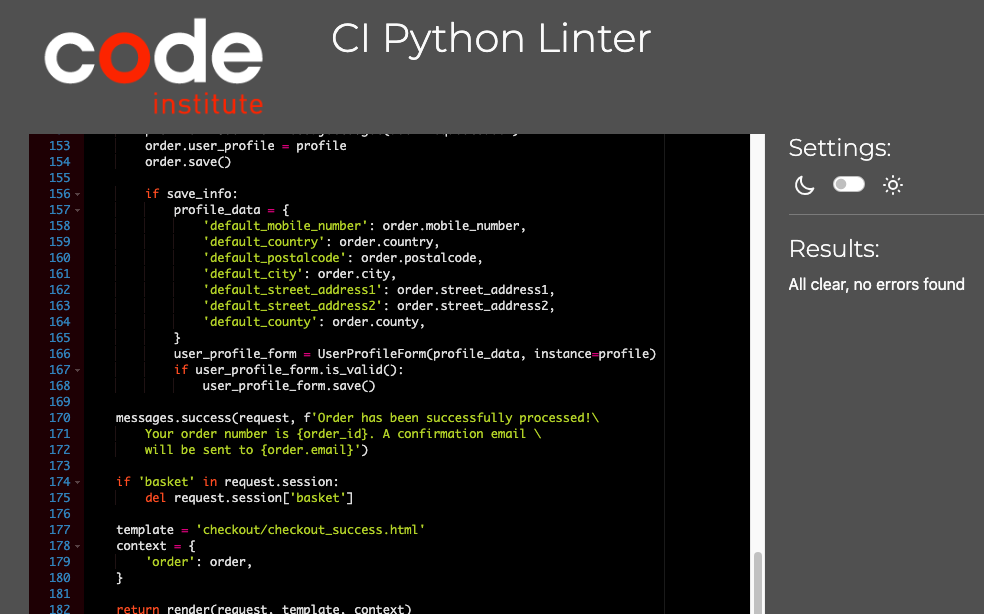 code
institute
CI Python Linter
153 order.user_profile = profile
154 order.save()
155
156 if save_info:
157 profile_data = {
158 'default_mobile_number': order.mobile_number,
159 'default_country': order.country,
160 'default_postalcode': order.postalcode,
161 'default_city': order.city,
162 'default_street_address1': order.street_address1,
163 'default_street_address2': order.street_address2,
164 'default_county': order.county,
165 }
166 user_profile_form = UserProfileForm(profile_data, instance=profile)
167 if user_profile_form.is_valid():
168 user_profile_form.save()
169
170 messages.success(request, f'Order has been successfully processed!\
171 Your order number is {order_id}. A confirmation email \
172 will be sent to {order.email}')
173
174 if 'basket' in request.session:
175 del request.session['basket']
176
177 template = 'checkout/checkout_success.html'
178 context = {
179 'order': order,
180 }
181
182 return render(request, template, context)
Settings:
Results:
All clear, no errors found